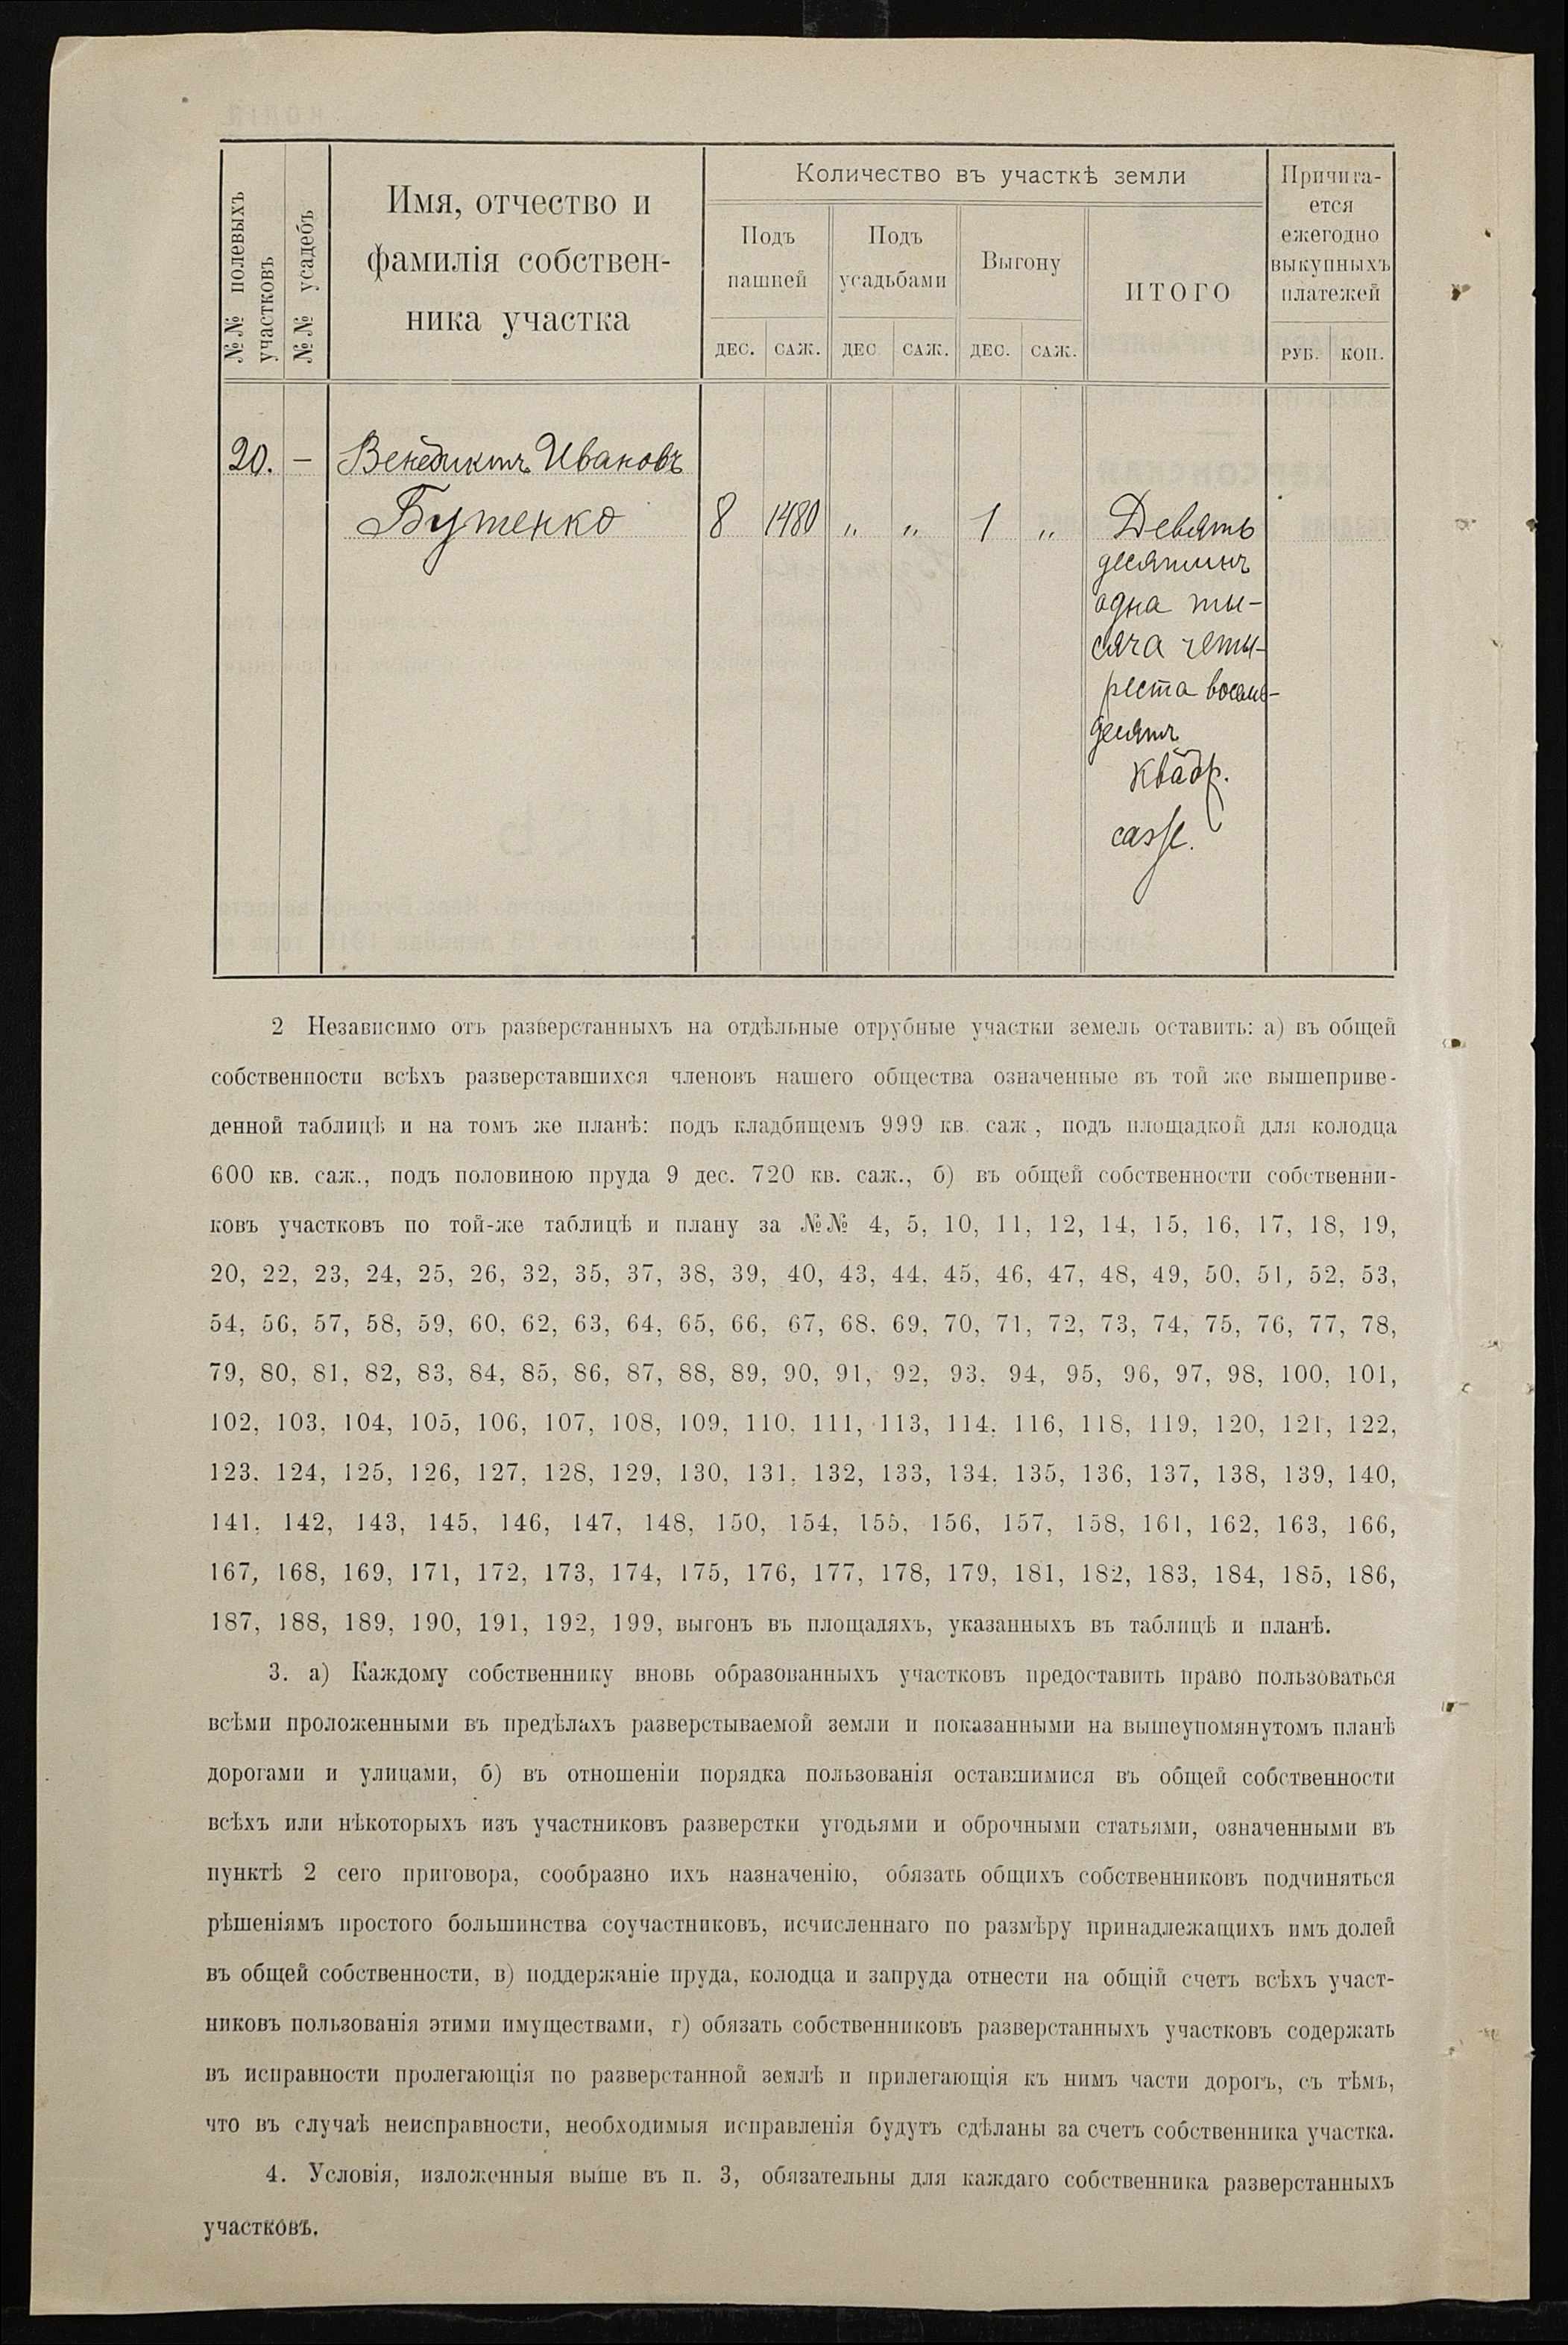 №№ полевыхъ участковъ
№№ усадебъ
Имя, отчество и
фамилія собствен-
ника участка
Количество въ участкѣ земли
Подъ
пашней
Подъ
усадьбами
Выгону
ИТОГО
Причита-
ется
ежегодно
выкупныхъ
платежей
ДЕС. САЖ. ДЕС САЖ. ДЕС. САЖ. РУБ. КОП.
20. — Венедиктъ Ивановъ
Бутенко 8 1480 „ „ 1 „ Девять
десятинъ
одна ты-
сяча четы-
реста восемь-
десятъ
квадр.
саж.
2 Независимо отъ разверстанныхъ на отдѣльные отрубные участки земель оставить: а) въ общей
собственности всѣхъ разверставшихся членовъ нашего общества означенные въ той же вышеприве-
денной таблицѣ и на томъ же планѣ: подъ кладбищемъ 999 кв. саж., подъ площадкой для колодца
600 кв. саж., подъ половиною пруда 9 дес. 720 кв. саж., б) въ общей собственности собственни-
ковъ участковъ по той-же таблицѣ и плану за №№ 4, 5, 10, 11, 12, 14, 15, 16, 17, 18, 19,
20, 22, 23, 24, 25, 26, 32, 35, 37, 38, 39, 40, 43, 44, 45, 46, 47, 48, 49, 50, 51, 52, 53,
54, 56, 57, 58, 59, 60, 62, 63, 64, 65, 66, 67, 68, 69, 70, 71, 72, 73, 74, 75, 76, 77, 78,
79, 80, 81, 82, 83, 84, 85, 86, 87, 88, 89, 90, 91, 92, 93, 94, 95, 96, 97, 98, 100, 101,
102, 103, 104, 105, 106, 107, 108, 109, 110, 111, 113, 114. 116, 118, 119, 120, 121, 122,
123. 124, 125, 126, 127, 128, 129, 130, 131, 132, 133, 134, 135, 136, 137, 138, 139, 140,
141, 142, 143, 145, 146, 147, 148, 150, 154, 155, 156, 157, 158, 161, 162, 163, 166,
167, 168, 169, 171, 172, 173, 174, 175, 176, 177, 178, 179, 181, 182, 183, 184, 185, 186,
187, 188, 189, 190, 191, 192, 199, выгонъ въ площадяхъ, указанныхъ въ таблицѣ и планѣ.
3. а) Каждому собственнику вновь образованныхъ участковъ предоставить право пользоваться
всѣми проложенными въ предѣлахъ разверстываемой земли и показанными на вышеупомянутомъ планѣ
дорогами и улицами, б) въ отношеніи порядка пользованія оставшимися въ общей собственности
всѣхъ или нѣкоторыхъ изъ участниковъ разверстки угодьями и оброчными статьями, означенными въ
пунктѣ 2 сего приговора, сообразно ихъ назначенію, обязать общихъ собственниковъ подчиняться
рѣшеніямъ простого большинства соучастниковъ, исчисленнаго по размѣру принадлежащихъ имъ долей
въ общей собственности, в) поддержаніе пруда, колодца и запруда отнести на общій счетъ всѣхъ участ-
никовъ пользованія этими имуществами, г) обязать собственниковъ разверстанныхъ участковъ содержать
въ исправности пролегающія по разверстанной землѣ и прилегающія къ нимъ части дорогъ, съ тѣмъ,
что въ случаѣ неисправности, необходимыя исправленія будутъ сдѣланы за счетъ собственника участка.
4. Условія, изложенныя выше въ п. 3, обязательны для каждаго собственника разверстанныхъ
участковъ.